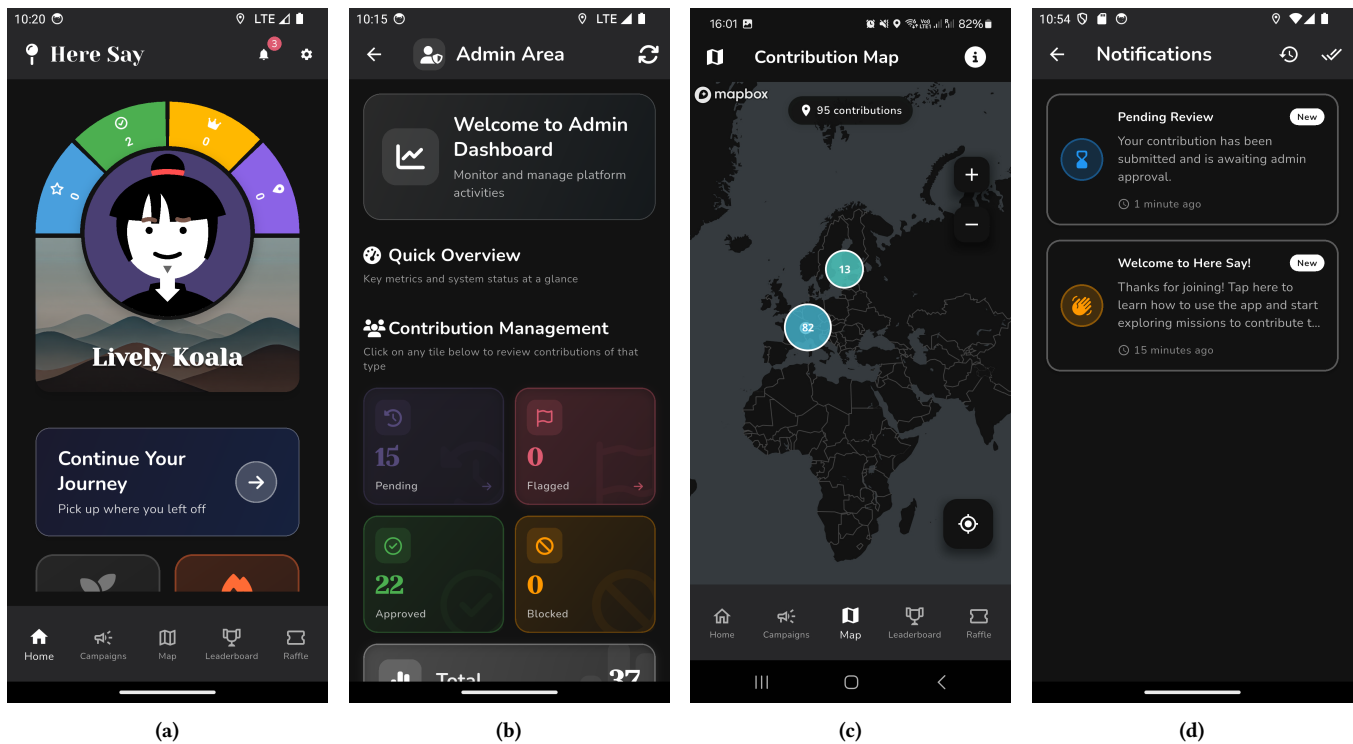 10:20
LTE
Here Say
3
0
2
0
0
Lively Koala
Continue Your
Journey
Pick up where you left off
Home
Campaigns
Map
Leaderboard
Raffle
(a)
10:15
LTE
Admin Area
Welcome to Admin
Dashboard
Monitor and manage platform
activities
Quick Overview
Key metrics and system status at a glance
Contribution Management
Click on any tile below to review contributions of that
type
15
Pending
0
Flagged
22
Approved
0
Blocked
Total
37
(b)
16:01
82%
Contribution Map
mapbox
95 contributions
+
−
13
82
Home
Campaigns
Map
Leaderboard
Raffle
(c)
10:54
Notifications
Pending Review
New
Your contribution has been
submitted and is awaiting admin
approval.
1 minute ago
Welcome to Here Say!
New
Thanks for joining! Tap here to
learn how to use the app and start
exploring missions to contribute t...
15 minutes ago
(d)